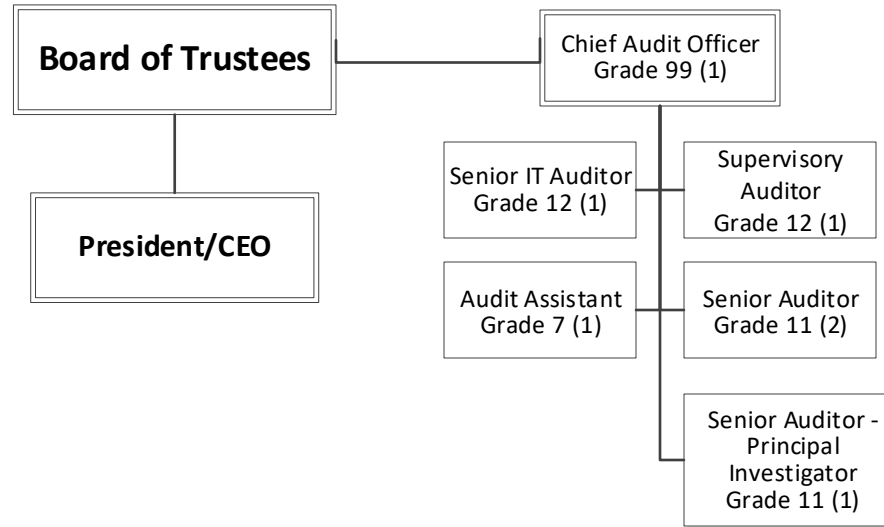 Board of Trustees
Chief Audit Officer
Grade 99 (1)
President/CEO
Senior IT Auditor
Grade 12 (1)
Supervisory
Auditor
Grade 12 (1)
Audit Assistant
Grade 7 (1)
Senior Auditor
Grade 11 (2)
Senior Auditor -
Principal
Investigator
Grade 11 (1)